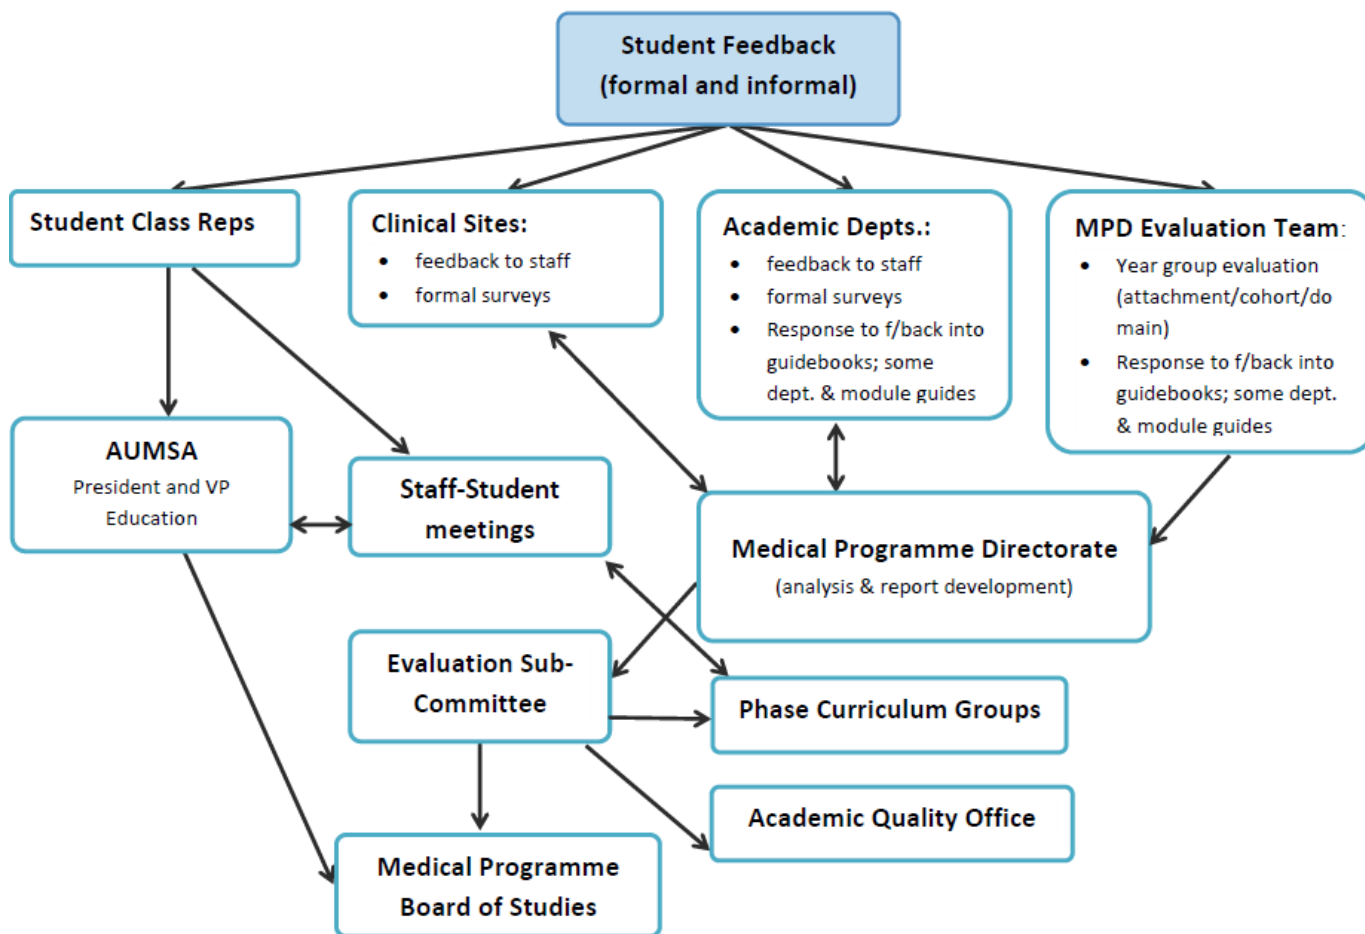 Student Feedback
(formal and informal)
Student Class Reps
Clinical Sites:
• feedback to staff
• formal surveys
Academic Depts.:
• feedback to staff
• formal surveys
• Response to f/back into
guidebooks; some
dept. & module guides
MPD Evaluation Team:
• Year group evaluation
(attachment/cohort/do
main)
• Response to f/back into
guidebooks; some dept.
& module guides
AUMSA
President and VP
Education
Staff-Student
meetings
Medical Programme Directorate
(analysis & report development)
Evaluation Sub-
Committee
Phase Curriculum Groups
Academic Quality Office
Medical Programme
Board of Studies